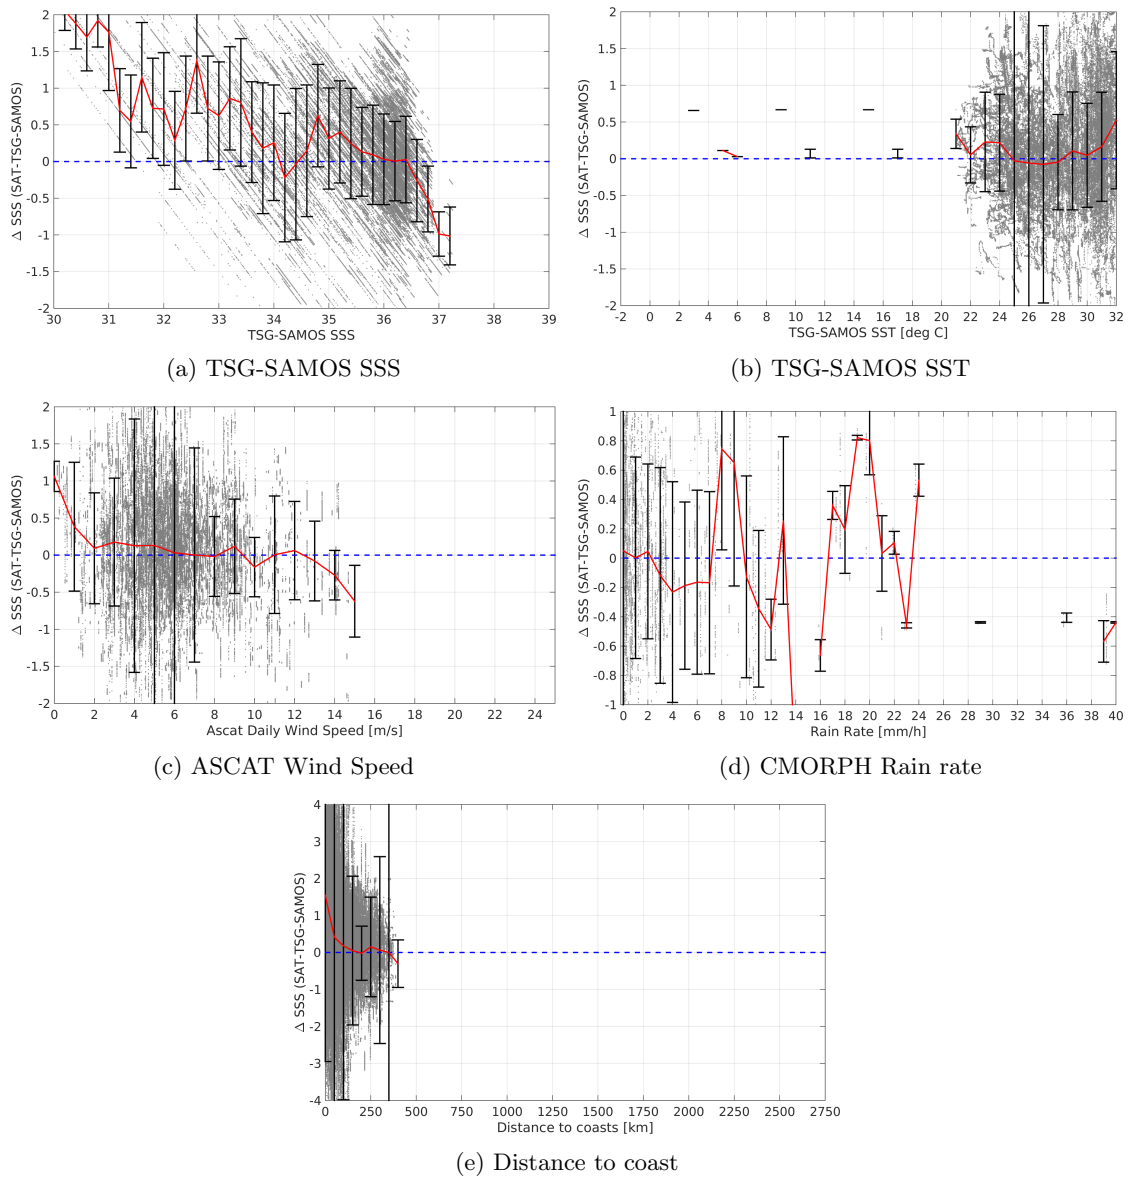 2
1.5
1
0.5
0
-0.5
-1
-1.5
-2
30 31 32 33 34 35 36 37 38 39
TSG-SAMOS SSS
Δ SSS (SAT-TSG-SAMOS)
(a) TSG-SAMOS SSS
2
1.5
1
0.5
0
-0.5
-1
-1.5
-2
-2 0 2 4 6 8 10 12 14 16 18 20 22 24 26 28 30 32
TSG-SAMOS SST [deg C]
Δ SSS (SAT-TSG-SAMOS)
(b) TSG-SAMOS SST
2
1.5
1
0.5
0
-0.5
-1
-1.5
-2
0 2 4 6 8 10 12 14 16 18 20 22 24
Ascat Daily Wind Speed [m/s]
Δ SSS (SAT-TSG-SAMOS)
(c) ASCAT Wind Speed
1
0.8
0.6
0.4
0.2
0
-0.2
-0.4
-0.6
-0.8
-1
0 2 4 6 8 10 12 14 16 18 20 22 24 26 28 30 32 34 36 38 40
Rain Rate [mm/h]
Δ SSS (SAT-TSG-SAMOS)
(d) CMORPH Rain rate
4
3
2
1
0
-1
-2
-3
-4
0 250 500 750 1000 1250 1500 1750 2000 2250 2500 2750
Distance to coasts [km]
Δ SSS (SAT-TSG-SAMOS)
(e) Distance to coast